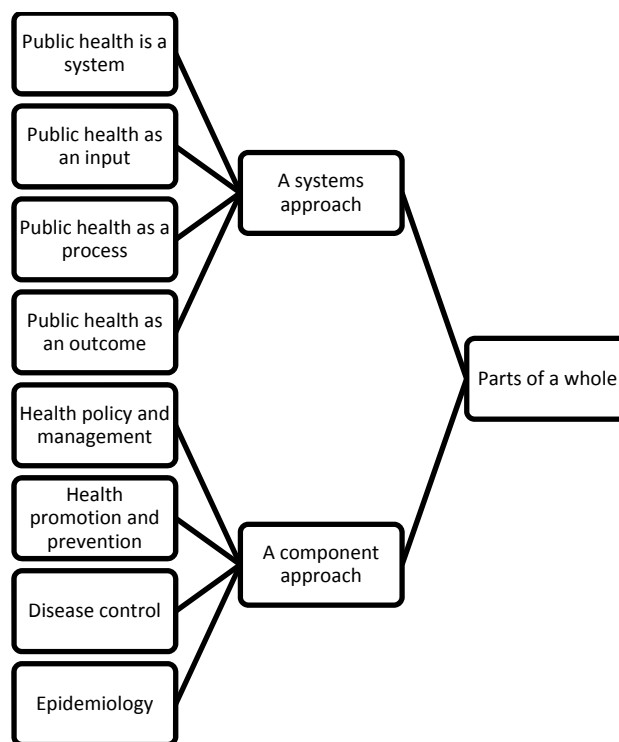 Public health is a
system
Public health as
an input
Public health as a
process
Public health as
an outcome
Health policy and
management
Health
promotion and
prevention
Disease control
Epidemiology
A systems
approach
A component
approach
Parts of a whole